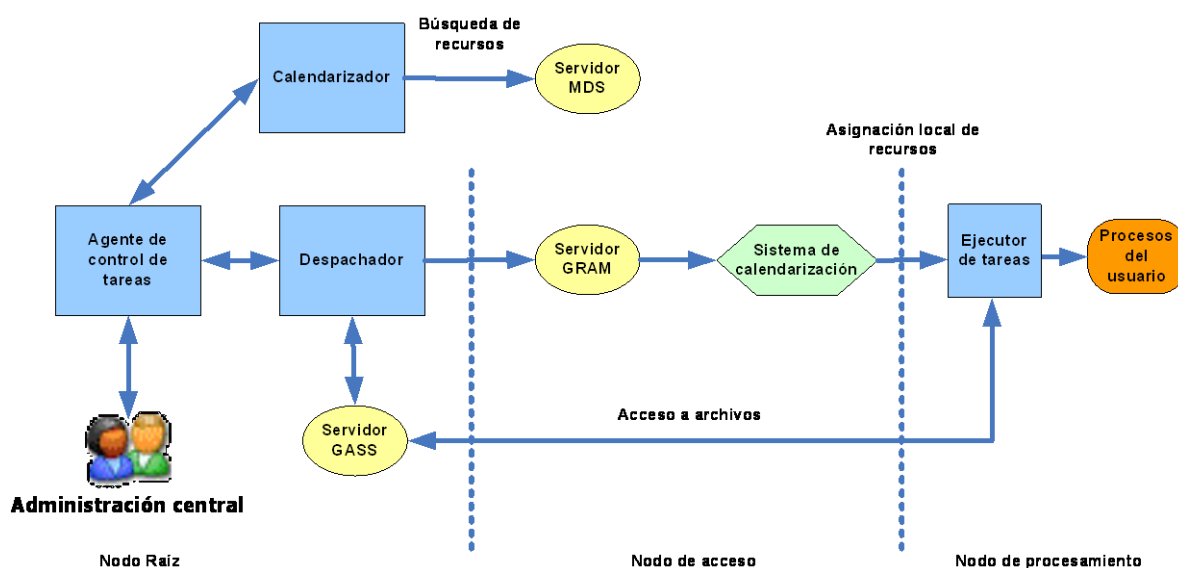 Búsqueda de
recursos
Calendarizador
Servidor
MDS
Asignación local de
recursos
Agente de
control de
tareas
Despachador
Servidor
GRAM
Sistema de
calendarización
Ejecutor
de tareas
Procesos
del
usuario
Servidor
GASS
Acceso a archivos
Administración central
Nodo Raíz
Nodo de acceso
Nodo de procesamiento